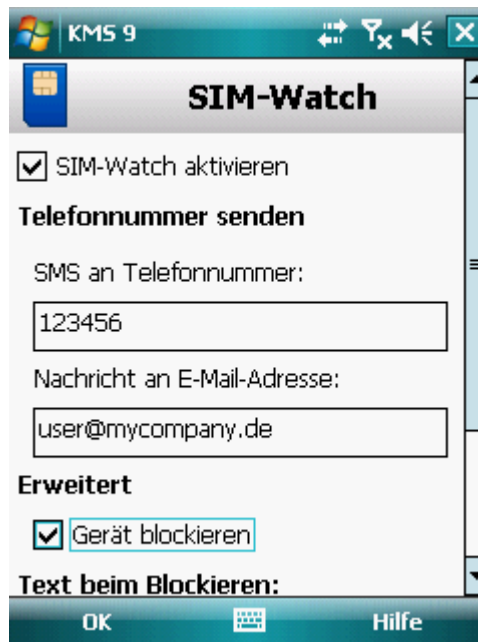 KMS 9
SIM-Watch
SIM-Watch aktivieren
Telefonnummer senden
SMS an Telefonnummer:
123456
Nachricht an E-Mail-Adresse:
user@mycompany.de
Erweitert
Gerät blockieren
Text beim Blockieren:
OK
Hilfe